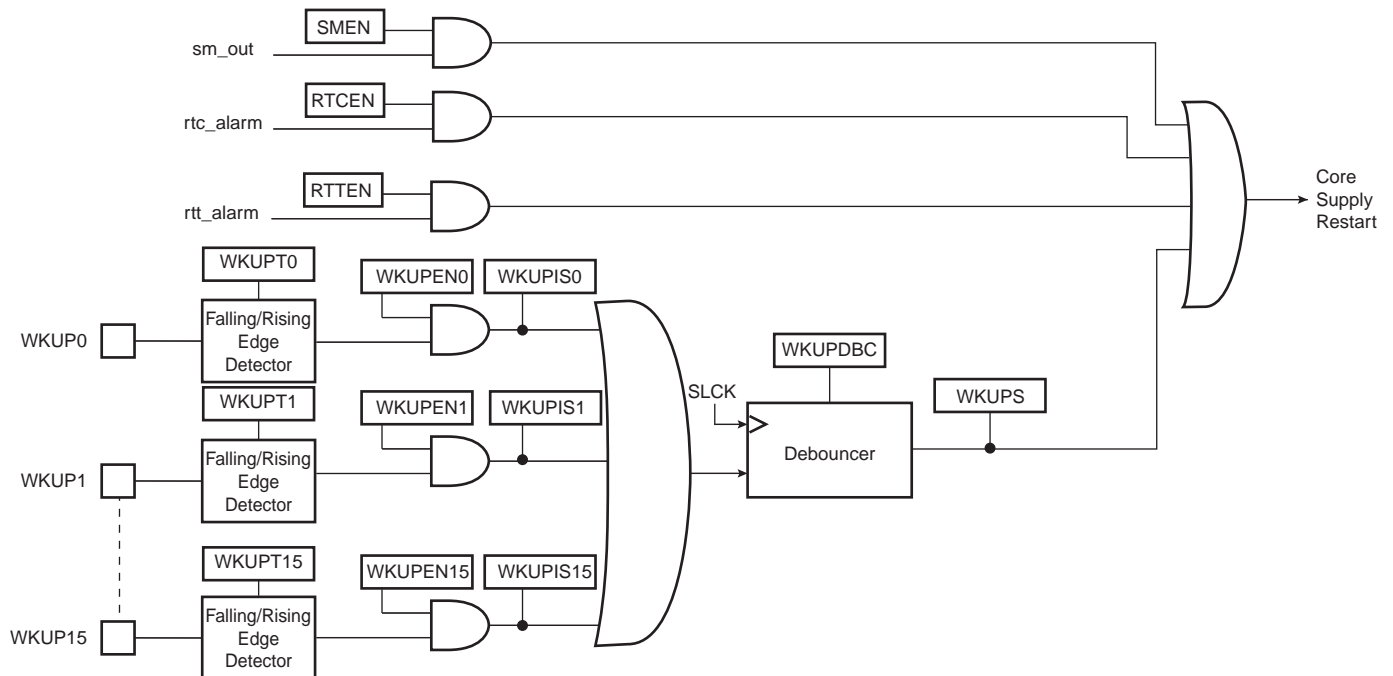 SMEN
sm_out
RTCEN
rtc_alarm
RTTEN
rtt_alarm
Core
Supply
Restart
WKUPT0
WKUPEN0
WKUPIS0
WKUP0
Falling/Rising
Edge
Detector
WKUPT1
WKUPEN1
WKUPIS1
WKUP1
Falling/Rising
Edge
Detector
WKUPT15
WKUPEN15
WKUPIS15
WKUP15
Falling/Rising
Edge
Detector
SLCK
WKUPDBC
Debouncer
WKUPS